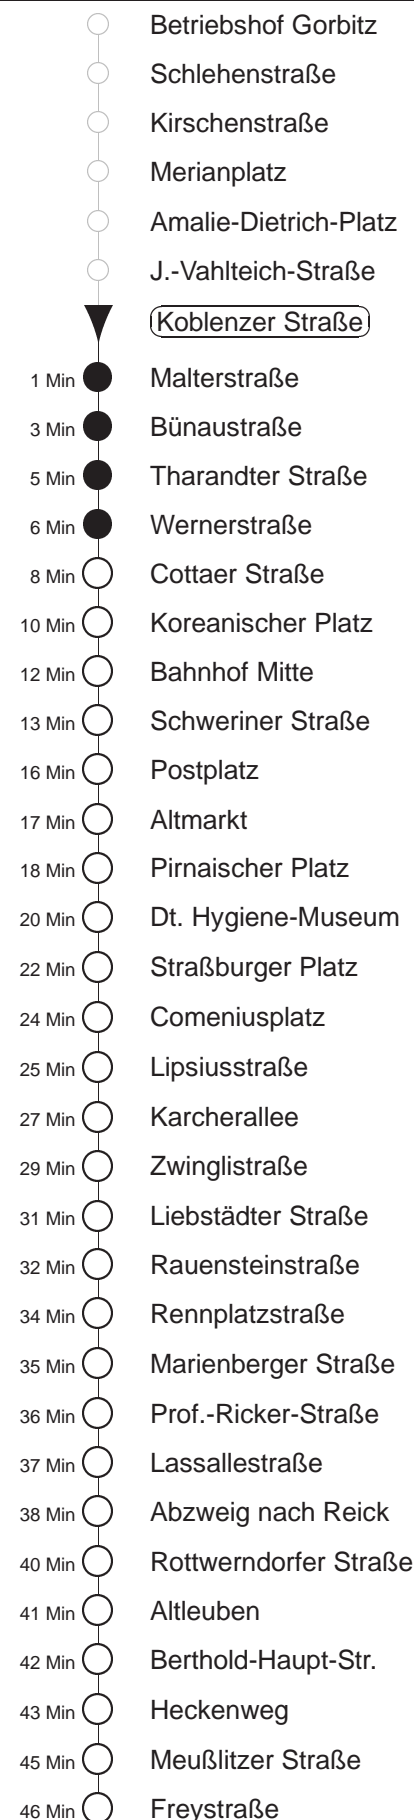 Betriebshof Gorbitz
Schlehenstraße
Kirschenstraße
Merianplatz
Amalie-Dietrich-Platz
J.-Vahlteich-Straße
Koblenzer Straße
1 Min Malterstraße
3 Min Bünaustraße
5 Min Tharandter Straße
6 Min Wernerstraße
8 Min Cottaer Straße
10 Min Koreanischer Platz
12 Min Bahnhof Mitte
13 Min Schweriner Straße
16 Min Postplatz
17 Min Altmarkt
18 Min Pirnaischer Platz
20 Min Dt. Hygiene-Museum
22 Min Straßburger Platz
24 Min Comeniusplatz
25 Min Lipsiusstraße
27 Min Karcherallee
29 Min Zwinglistraße
31 Min Liebstädter Straße
32 Min Rauensteinstraße
34 Min Rennplatzstraße
35 Min Marienberger Straße
36 Min Prof.-Ricker-Straße
37 Min Lassallestraße
38 Min Abzweig nach Reick
40 Min Rottwerndorfer Straße
41 Min Altleuben
42 Min Berthold-Haupt-Str.
43 Min Heckenweg
45 Min Meußlitzer Straße
46 Min Freystraße